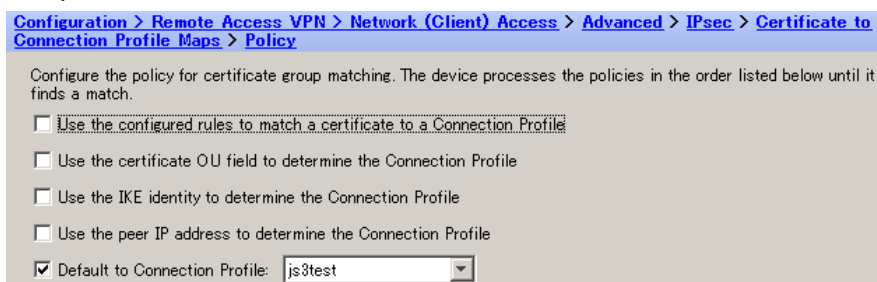 Configuration > Remote Access VPN > Network (Client) Access > Advanced > IPsec > Certificate to
Connection Profile Maps > Policy
Configure the policy for certificate group matching. The device processes the policies in the order listed below until it
finds a match.
Use the configured rules to match a certificate to a Connection Profile
Use the certificate OU field to determine the Connection Profile
Use the IKE identity to determine the Connection Profile
Use the peer IP address to determine the Connection Profile
Default to Connection Profile: js3test